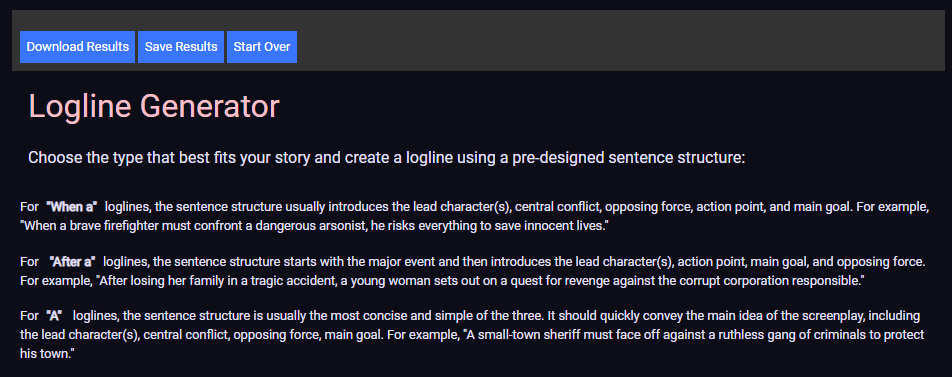 Download Results Save Results Start Over
Logline Generator
Choose the type that best fits your story and create a logline using a pre-designed sentence structure:
For "When a" loglines, the sentence structure usually introduces the lead character(s), central conflict, opposing force, action point, and main goal. For example,
"When a brave firefighter must confront a dangerous arsonist, he risks everything to save innocent lives."
For "After a" loglines, the sentence structure starts with the major event and then introduces the lead character(s), action point, main goal, and opposing force.
For example, "After losing her family in a tragic accident, a young woman sets out on a quest for revenge against the corrupt corporation responsible."
For "A" loglines, the sentence structure is usually the most concise and simple of the three. It should quickly convey the main idea of the screenplay, including
the lead character(s), central conflict, opposing force, main goal. For example, "A small-town sheriff must face off against a ruthless gang of criminals to protect
his town."